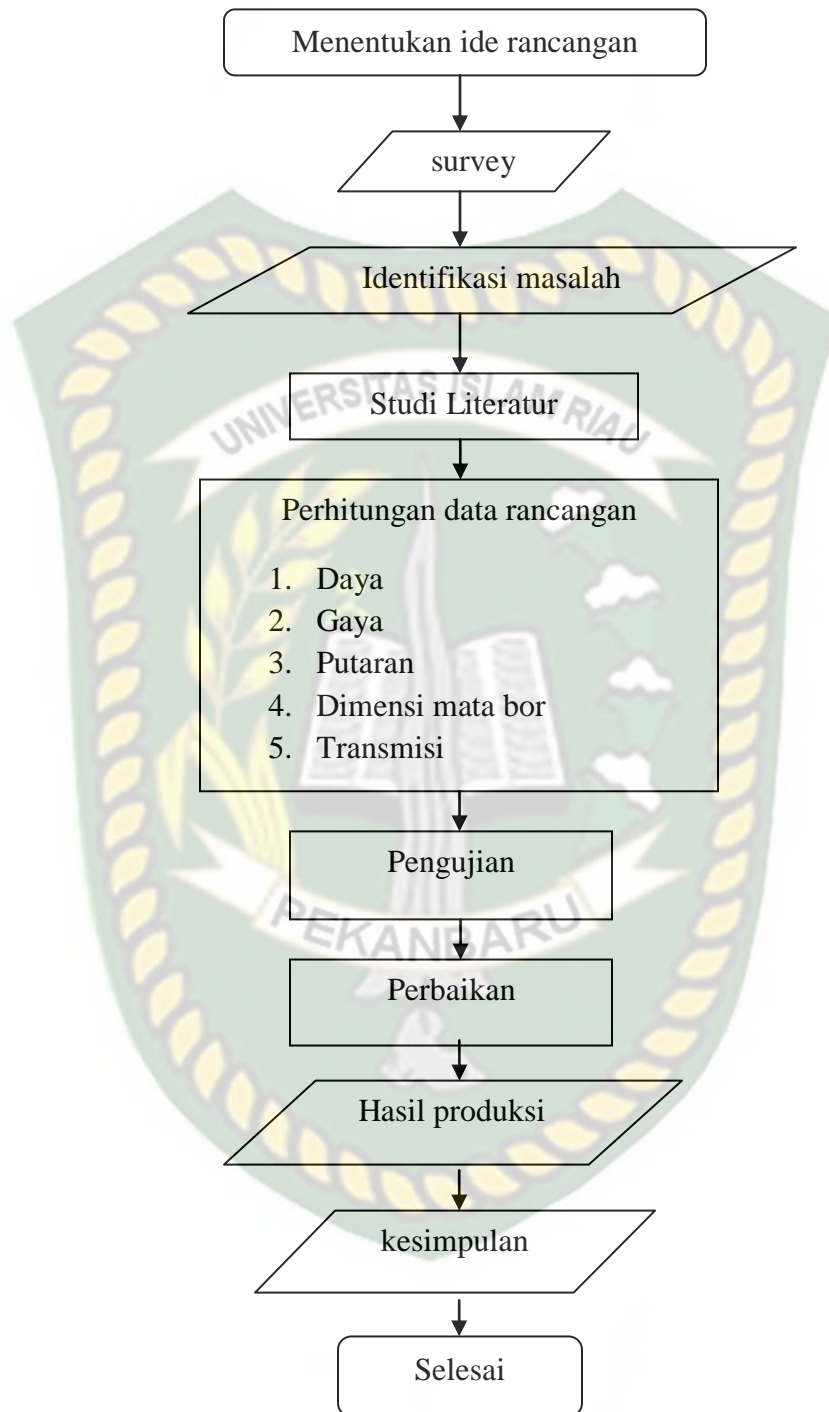 Menentukan ide rancangan
survey
Identifikasi masalah
UNIVERSITAS ISLAM RIAU
Studi Literatur
Perhitungan data rancangan
1. Daya
2. Gaya
3. Putaran
4. Dimensi mata bor
5. Transmisi
Pengujian
PEKANBARU
Perbaikan
Hasil produksi
kesimpulan
Selesai